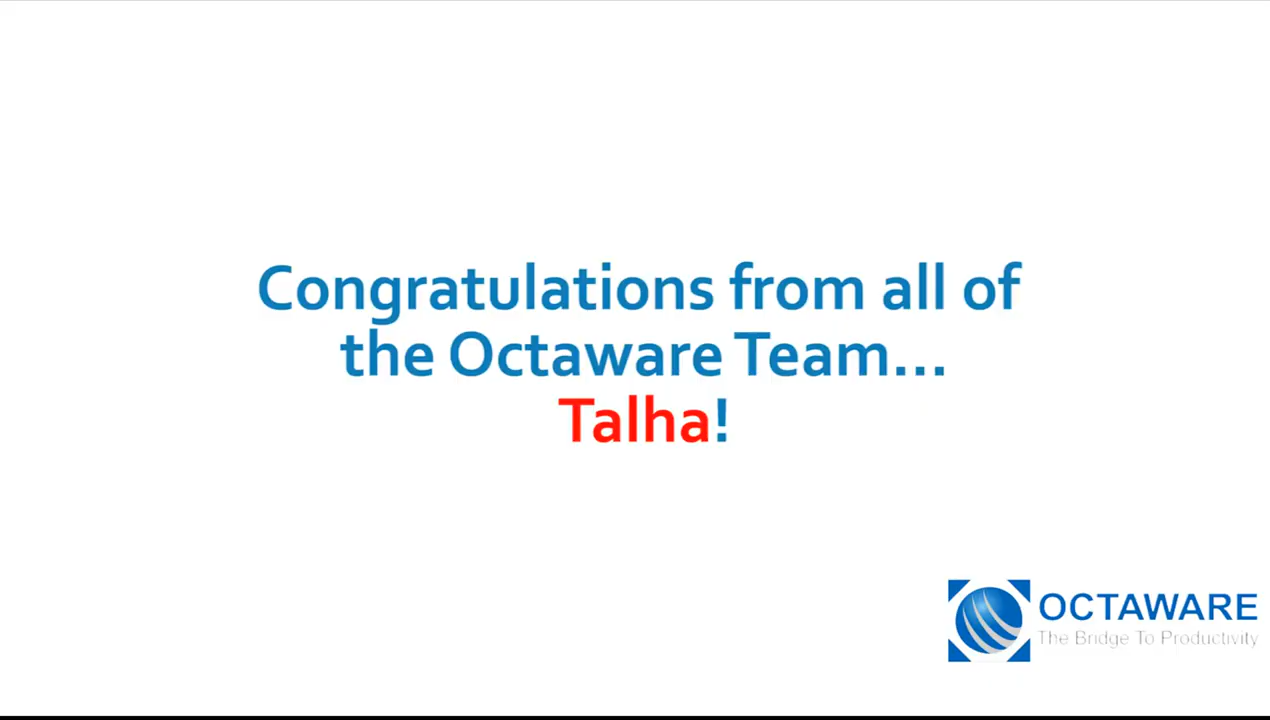 Congratulations from all of
the Octaware Team...
Talha!
OCTAWARE
The Bridge To Productivity